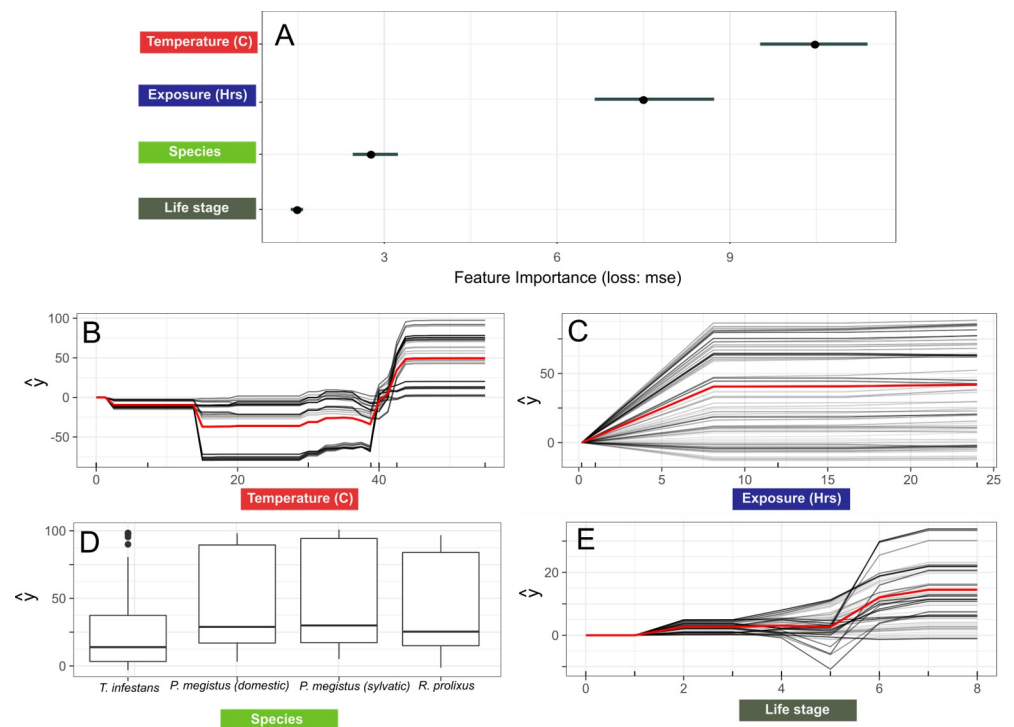 A
Temperature (C)
Exposure (Hrs)
Species
Life stage
3 6 9
Feature Importance (loss: mse)
B
100
50
0
-50
ŷ
0 20 40
Temperature (C)
C
50
0
ŷ
0 5 10 15 20 25
Exposure (Hrs)
D
100
50
25
0
ŷ
T. infestans P. megistus (domestic) P. megistus (sylvatic) R. prolixus
Species
E
20
0
ŷ
0 2 4 6 8
Life stage